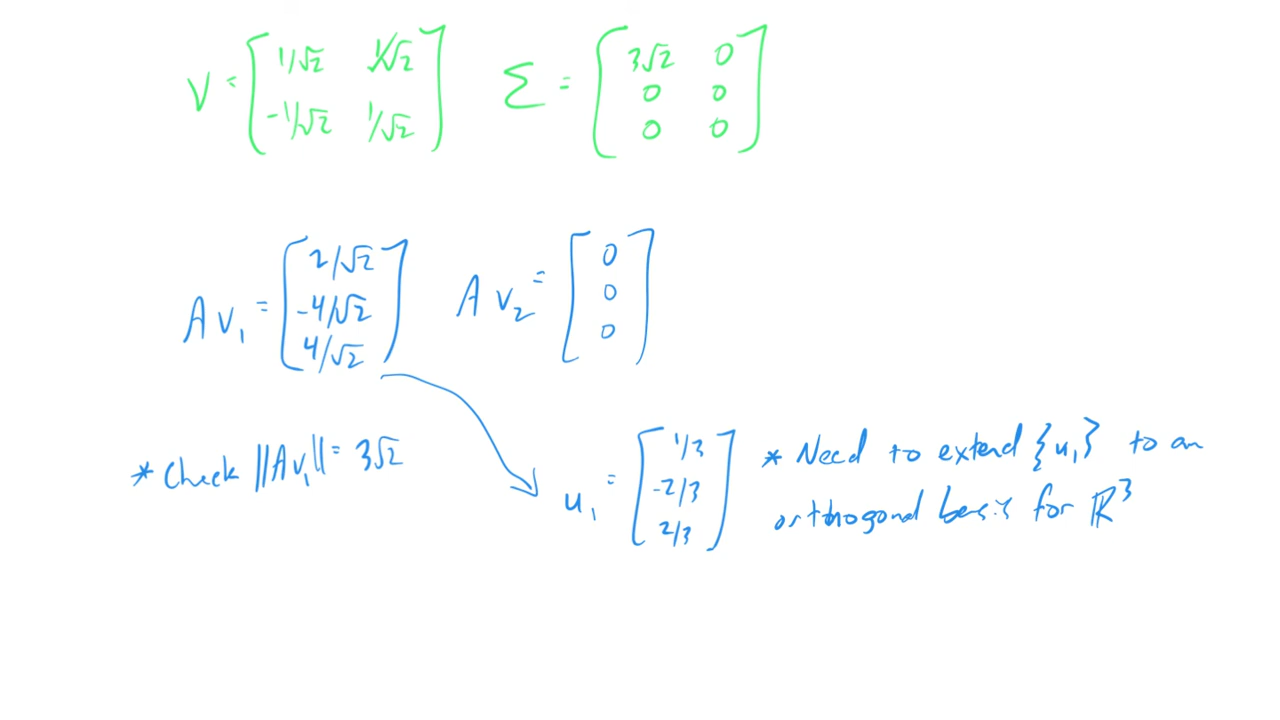 V = [ 1/√2 1/√2 ; -1/√2 1/√2 ] Σ = [ 3√2 0 ; 0 0 ; 0 0 ]
A v₁ = [ 2/√2 ; -4/√2 ; 4/√2 ] A v₂ = [ 0 ; 0 ; 0 ]
* Check ||Av₁|| = 3√2
u₁ = [ 1/3 ; -2/3 ; 2/3 ] * Need to extend {u₁} to an
orthogonal basis for ℝ³